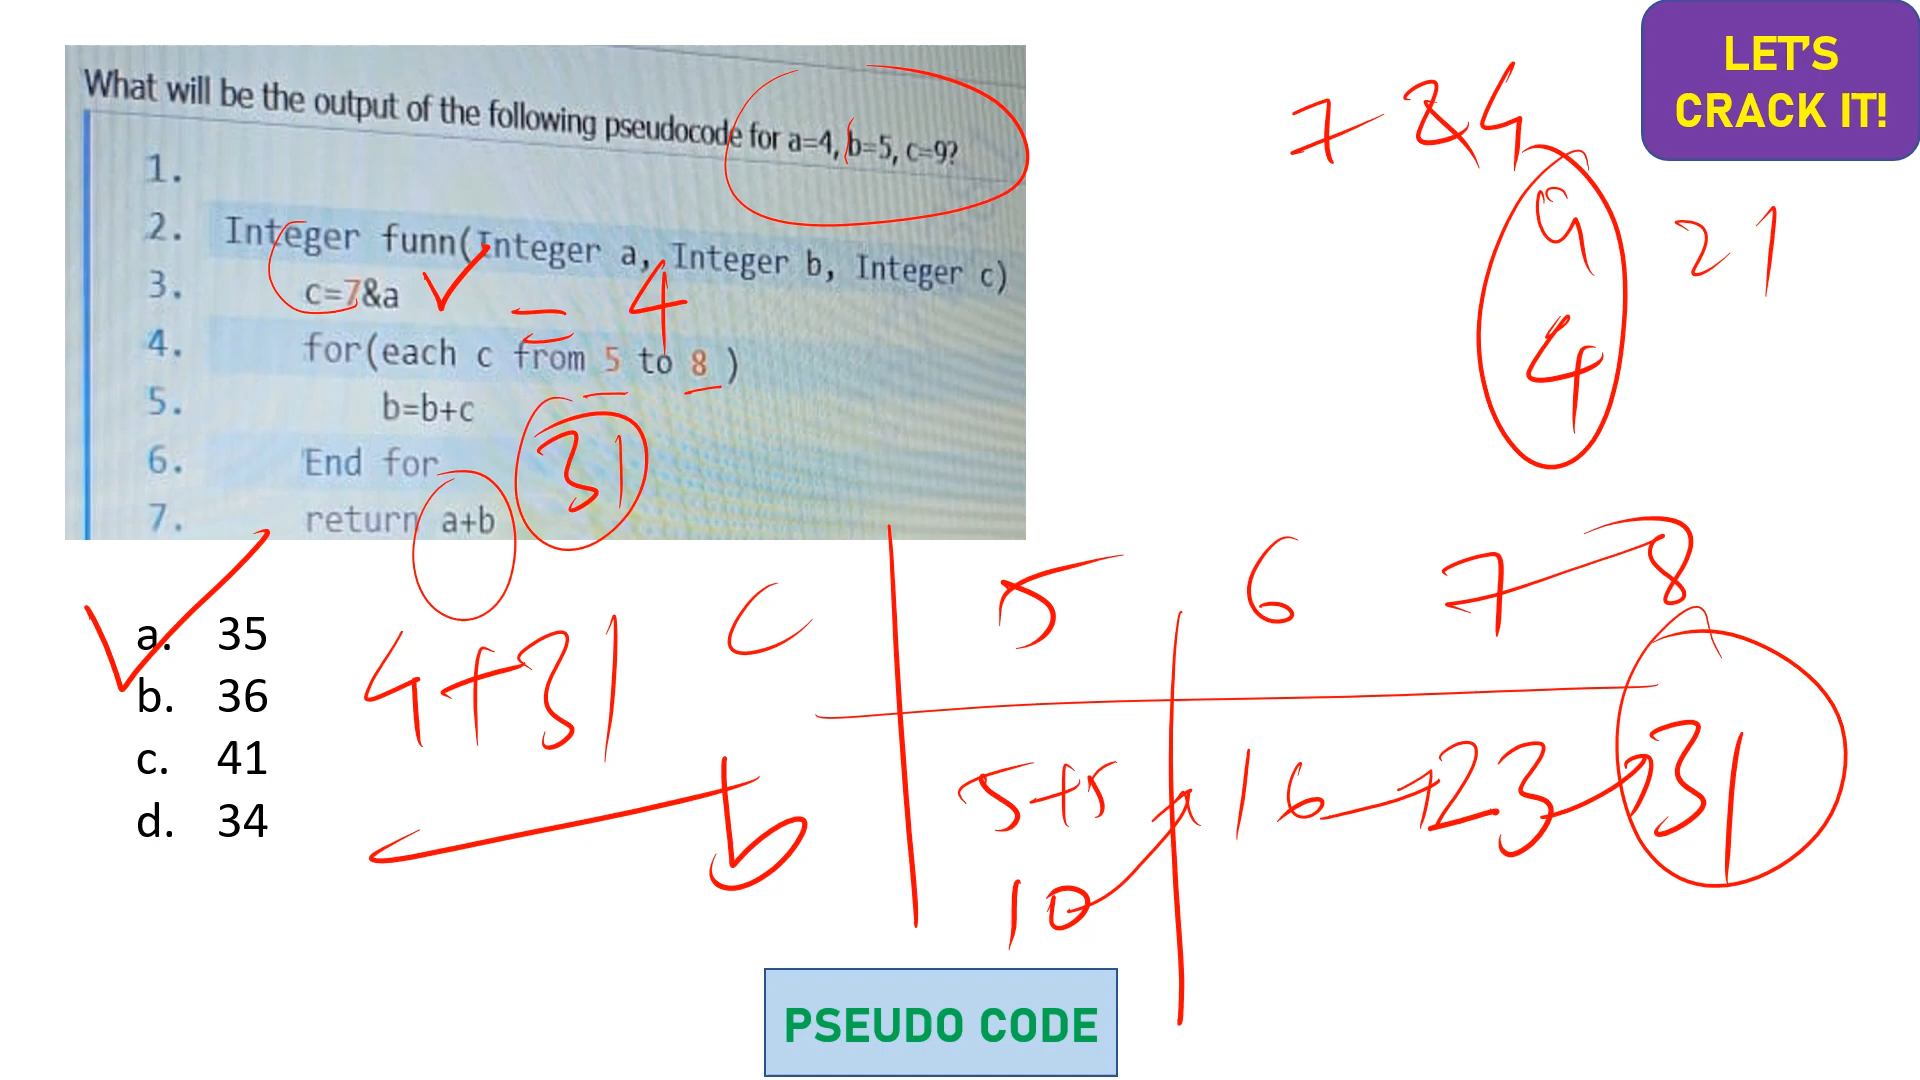 LET'S
CRACK IT!
What will be the output of the following pseudocode for a=4, b=5, c=9?
1.
2. Integer funn(Integer a, Integer b, Integer c)
3. c=7&a = 4
4. for(each c from 5 to 8 )
5. b=b+c
6. End for
31
7. return a+b
7 & 4
9
21
4
a. 35
b. 36
c. 41
d. 34
4+31
c 5 6 7 8
b 5+5 16 23 31
10
PSEUDO CODE